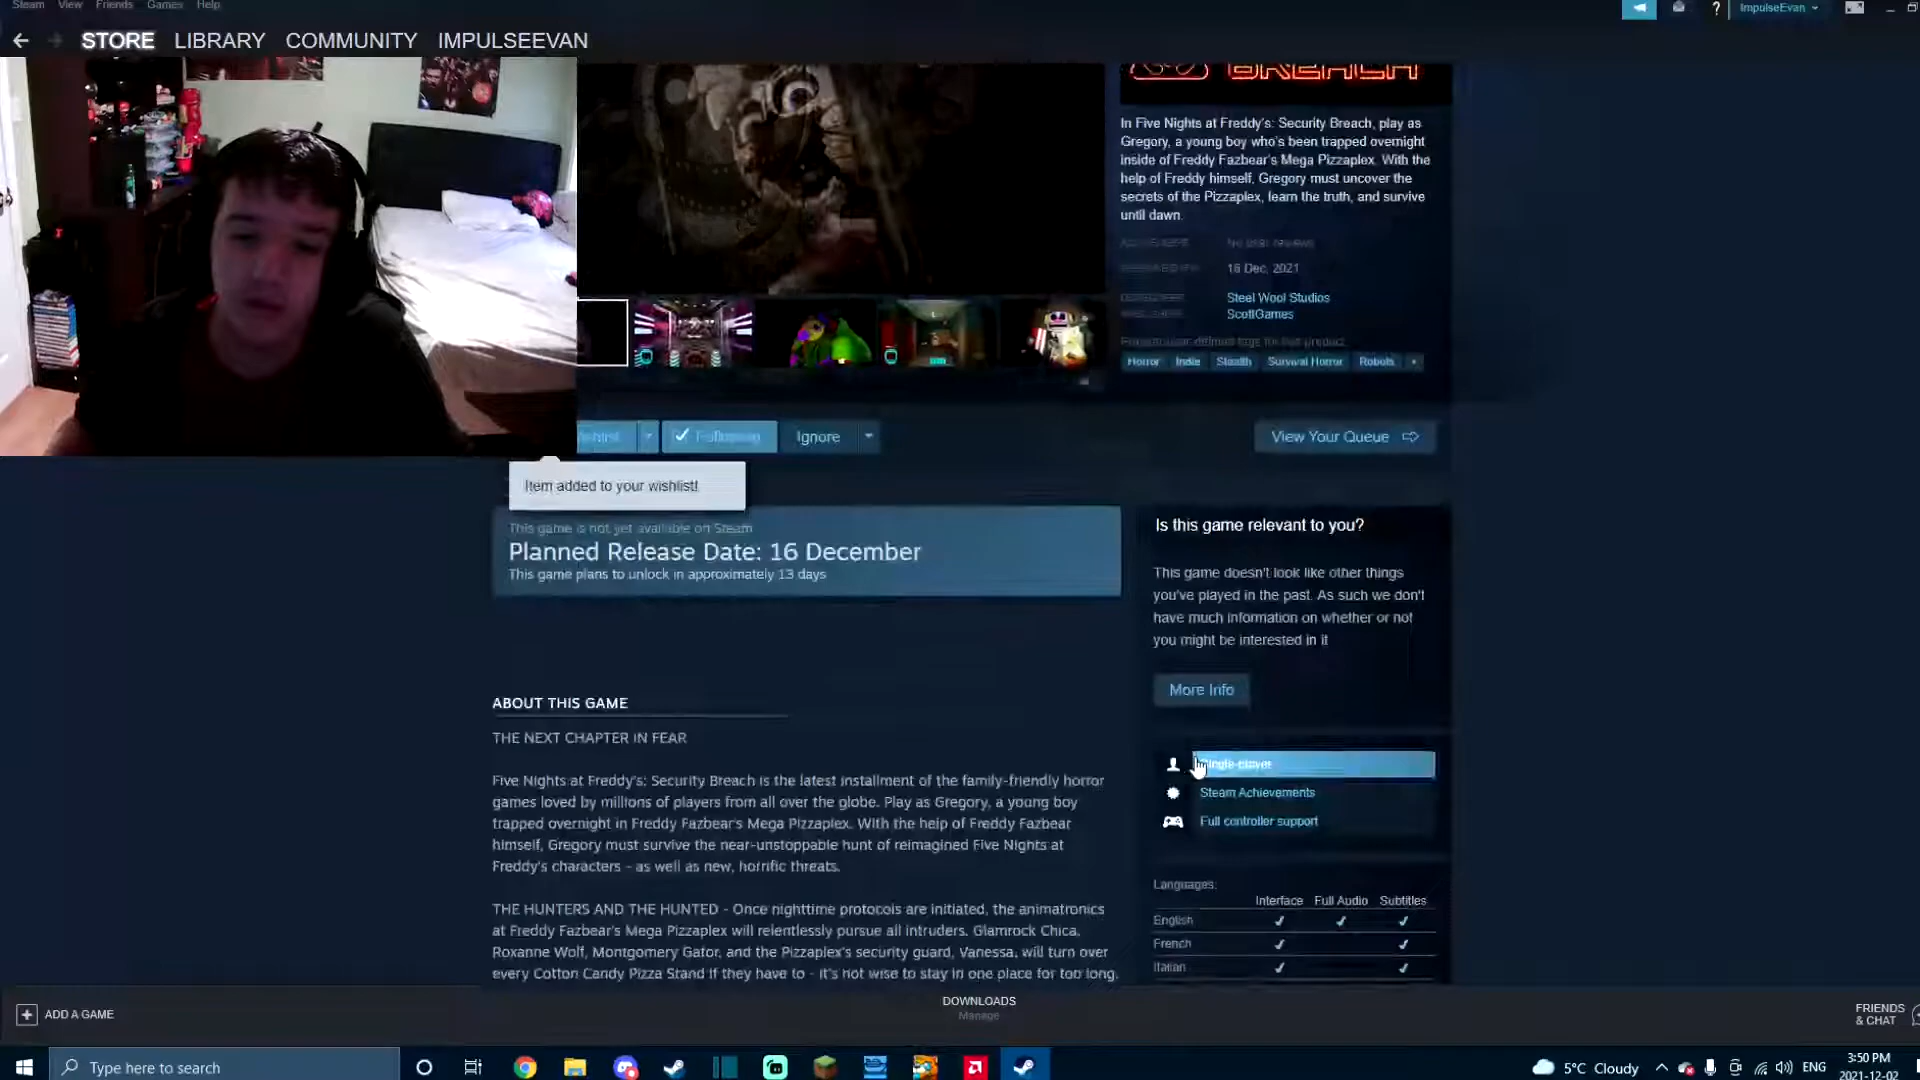 Steam View Friends Games Help
ImpulseEvan
STORE LIBRARY COMMUNITY IMPULSEEVAN
BREACH
In Five Nights at Freddy's: Security Breach, play as
Gregory, a young boy who's been trapped overnight
inside of Freddy Fazbear's Mega Pizzaplex. With the
help of Freddy himself, Gregory must uncover the
secrets of the Pizzaplex, learn the truth, and survive
until dawn.
No user reviews
16 Dec, 2021
Steel Wool Studios
ScottGames
Horror Indie Stealth Survival Horror Robots
Following Ignore View Your Queue
Item added to your wishlist!
This game is not yet available on Steam
Planned Release Date: 16 December
This game plans to unlock in approximately 13 days
Is this game relevant to you?
This game doesn't look like other things
you've played in the past. As such we don't
have much information on whether or not
you might be interested in it
More Info
Steam Achievements
Full controller support
Languages:
Interface Full Audio Subtitles
English ✓ ✓ ✓
French ✓ ✓
Italian ✓ ✓
ABOUT THIS GAME
THE NEXT CHAPTER IN FEAR
Five Nights at Freddy's: Security Breach is the latest installment of the family-friendly horror
games loved by millions of players from all over the globe. Play as Gregory, a young boy
trapped overnight in Freddy Fazbear's Mega Pizzaplex. With the help of Freddy Fazbear
himself, Gregory must survive the near-unstoppable hunt of reimagined Five Nights at
Freddy's characters - as well as new, horrific threats.
THE HUNTERS AND THE HUNTED - Once nighttime protocols are initiated, the animatronics
at Freddy Fazbear's Mega Pizzaplex will relentlessly pursue all intruders. Glamrock Chica,
Roxanne Wolf, Montgomery Gator, and the Pizzaplex's security guard, Vanessa, will turn over
every Cotton Candy Pizza Stand if they have to - it's not wise to stay in one place for too long.
ADD A GAME
DOWNLOADS
Manage
FRIENDS
& CHAT
Type here to search
5°C Cloudy
ENG
3:50 PM
2021-12-02